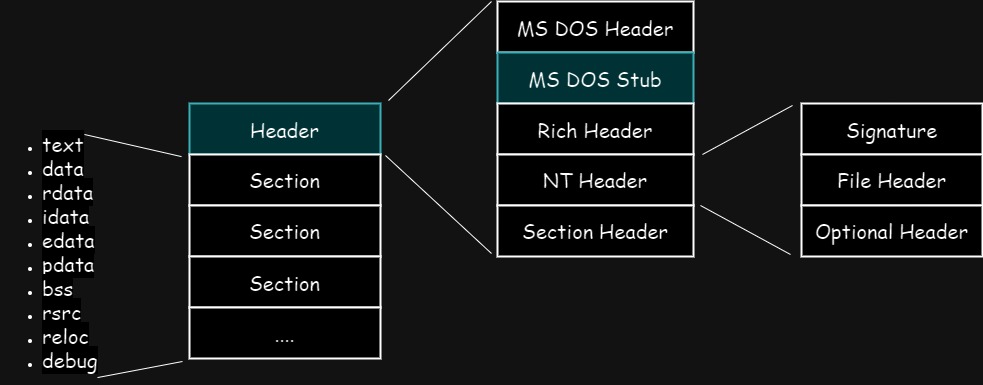 text
data
rdata
idata
edata
pdata
bss
rsrc
reloc
debug
Header
Section
Section
Section
....
MS DOS Header
MS DOS Stub
Rich Header
NT Header
Section Header
Signature
File Header
Optional Header